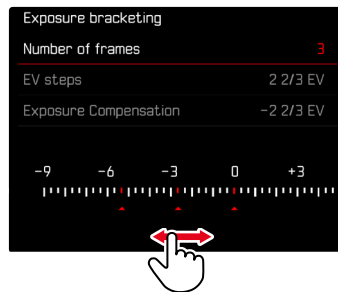 Exposure bracketing
Number of frames 3
EV steps 2 2/3 EV
Exposure Compensation -2 2/3 EV
-9 -6 -3 0 +3